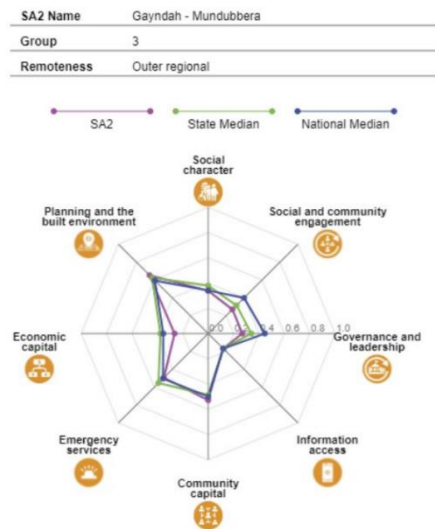 SA2 Name Gayndah - Mundubbera
Group 3
Remoteness Outer regional
SA2 State Median National Median
Social
character
Planning and the
built environment
Social and community
engagement
0.0 0.2 0.4 0.6 0.8 1.0
Economic
capital
Governance and
leadership
Emergency
services
Information
access
Community
capital